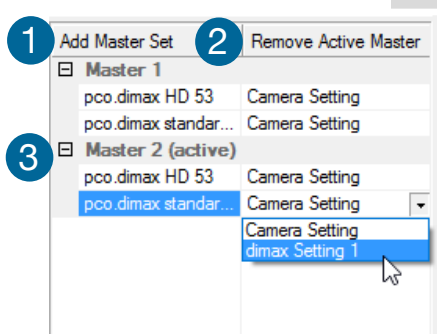 1 Add Master Set 2 Remove Active Master
Master 1
pco.dimax HD 53 Camera Setting
pco.dimax standar... Camera Setting
3 Master 2 (active)
pco.dimax HD 53 Camera Setting
pco.dimax standar... Camera Setting
Camera Setting
dimax Setting 1